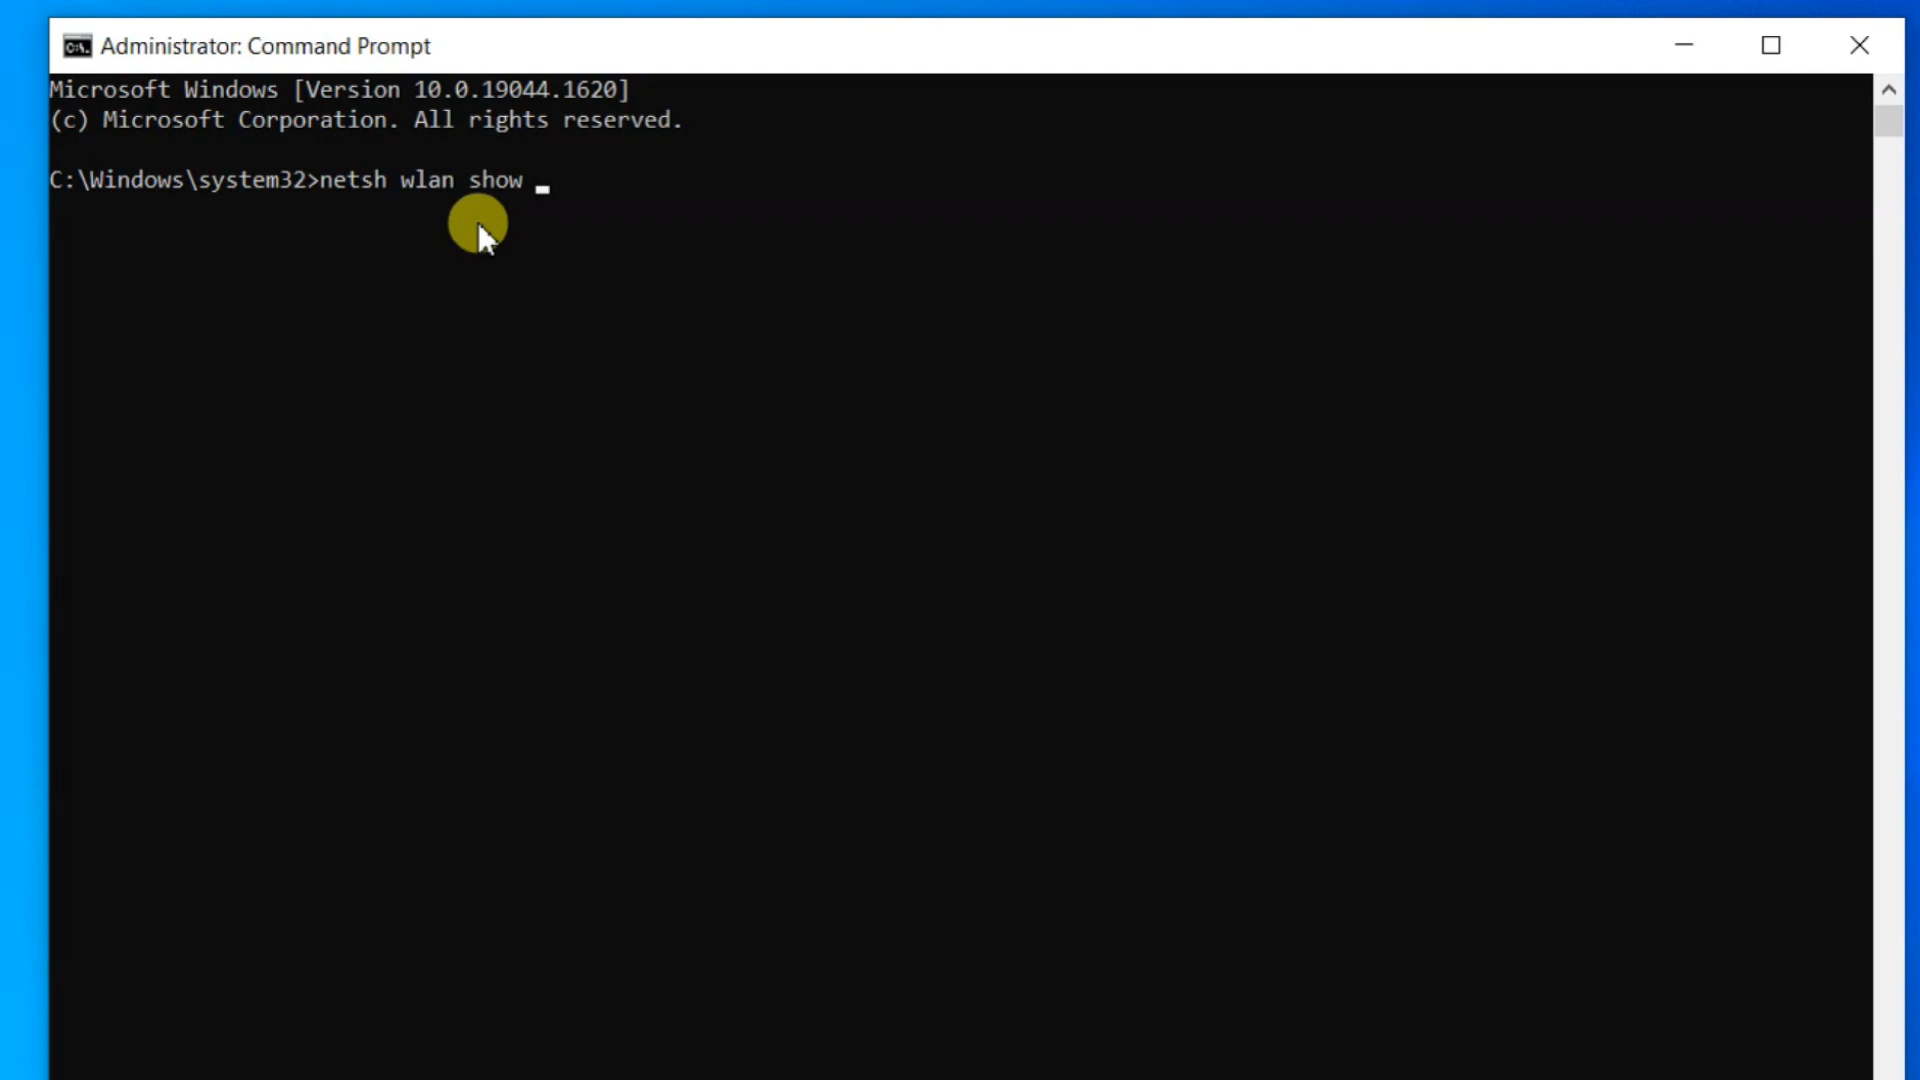 Administrator: Command Prompt
Microsoft Windows [Version 10.0.19044.1620]
(c) Microsoft Corporation. All rights reserved.
C:\Windows\system32>netsh wlan show